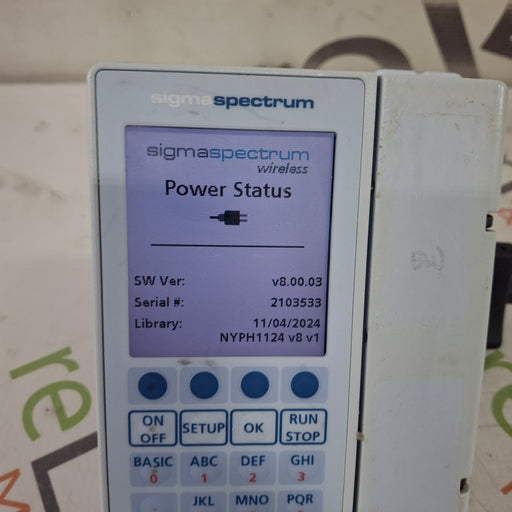 sigmaspectrum
sigmaspectrum
wireless
Power Status
SW Ver: v8.00.03
Serial #: 2103533
Library: 11/04/2024
NYPH1124 v8 v1
ON OFF
SETUP
OK
RUN STOP
BASIC 0
ABC 1
DEF 2
GHI 3
JKL
MNO
PQR
re